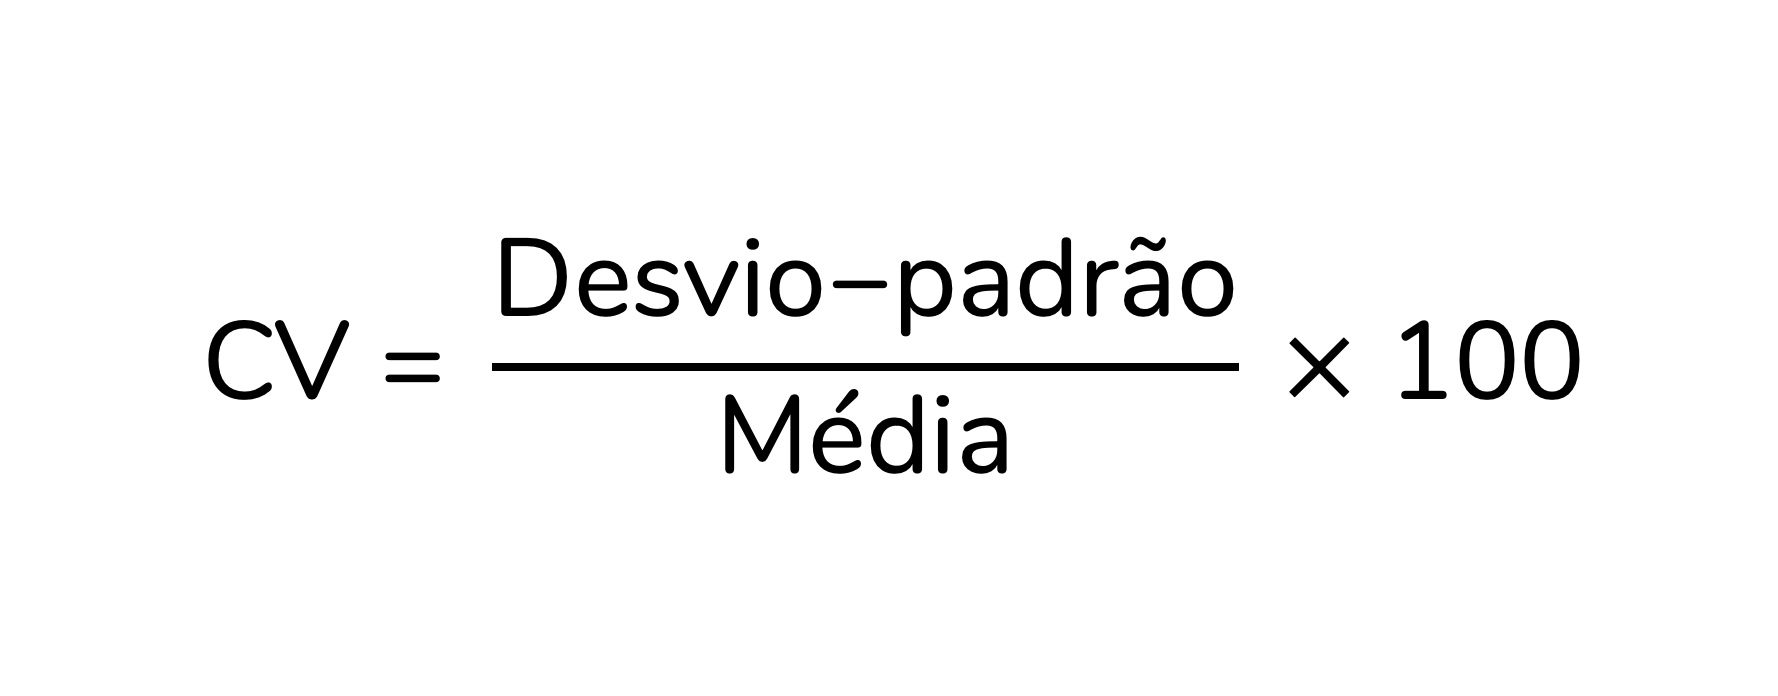 CV = Desvio–padrão / Média × 100